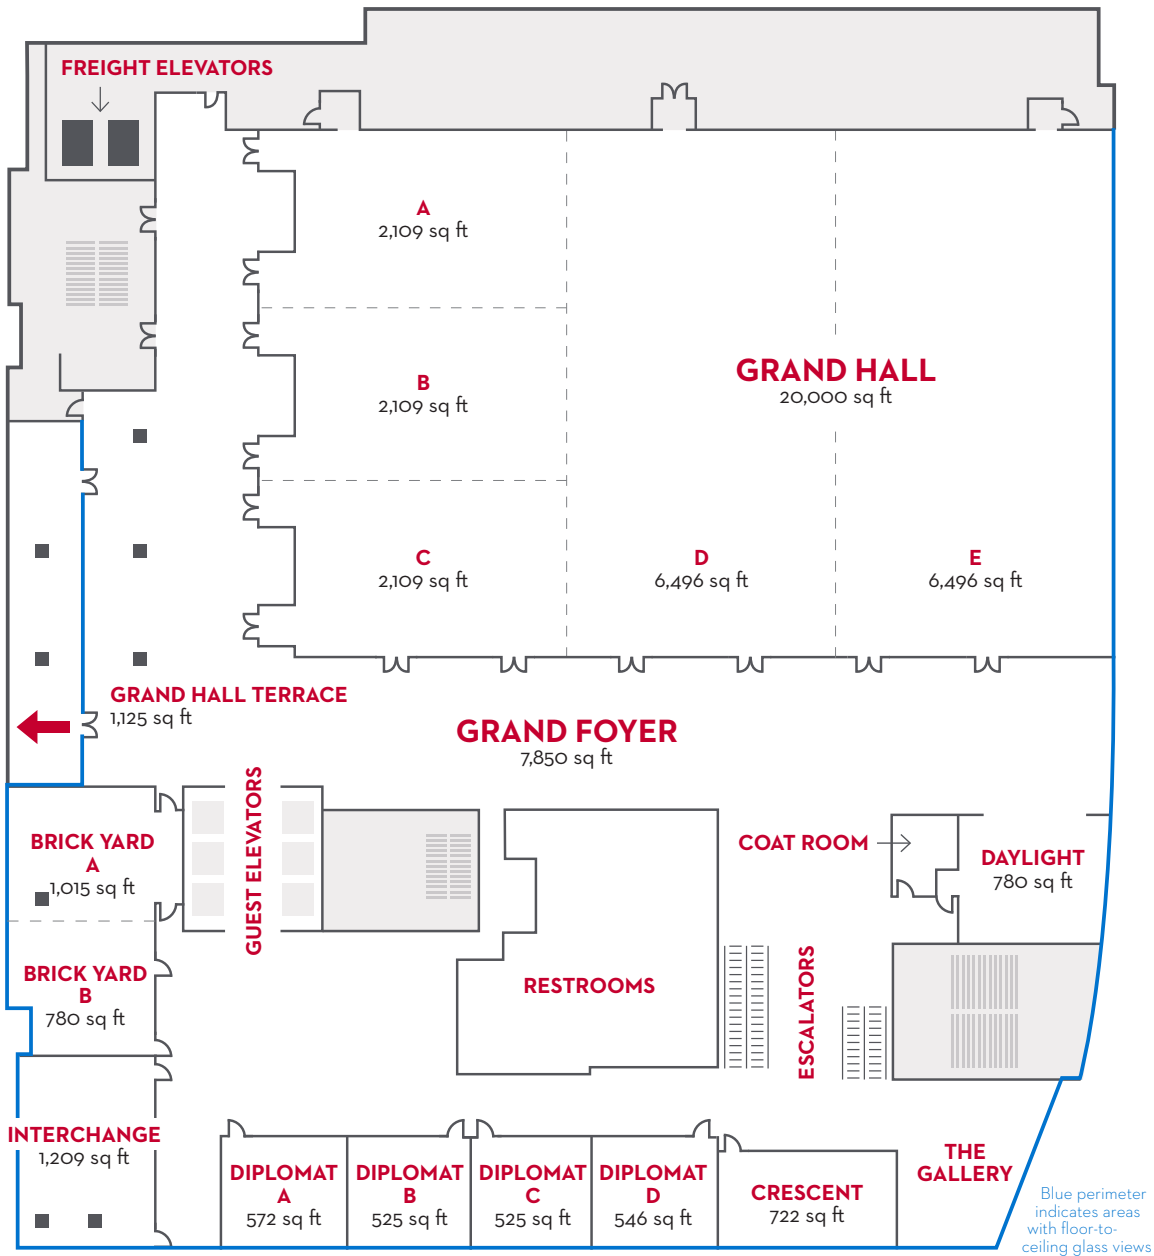 FREIGHT ELEVATORS
A
2,109 sq ft
B
2,109 sq ft
GRAND HALL
20,000 sq ft
C
2,109 sq ft
D
6,496 sq ft
E
6,496 sq ft
GRAND HALL TERRACE
1,125 sq ft
GRAND FOYER
7,850 sq ft
GUEST ELEVATORS
BRICK YARD
A
1,015 sq ft
COAT ROOM
DAYLIGHT
780 sq ft
BRICK YARD
B
780 sq ft
RESTROOMS
ESCALATORS
INTERCHANGE
1,209 sq ft
DIPLOMAT
A
572 sq ft
DIPLOMAT
B
525 sq ft
DIPLOMAT
C
525 sq ft
DIPLOMAT
D
546 sq ft
CRESCENT
722 sq ft
THE
GALLERY
Blue perimeter
indicates areas
with floor-to-
ceiling glass views